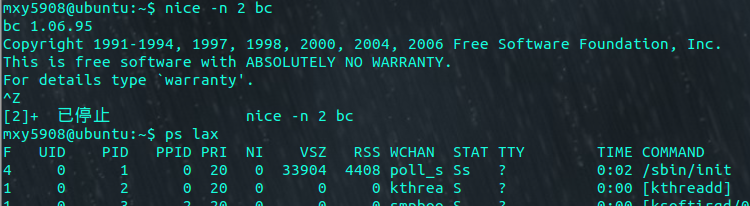 mxy5908@ubuntu:~$ nice -n 2 bc
bc 1.06.95
Copyright 1991-1994, 1997, 1998, 2000, 2004, 2006 Free Software Foundation, Inc.
This is free software with ABSOLUTELY NO WARRANTY.
For details type `warranty'.
^Z
[2]+  已停止               nice -n 2 bc
mxy5908@ubuntu:~$ ps lax
F   UID    PID   PPID PRI  NI    VSZ   RSS WCHAN  STAT TTY        TIME COMMAND
4     0      1      0  20   0  33904  4408 poll_s Ss   ?          0:02 /sbin/init
1     0      2      0  20   0      0     0 kthrea S    ?          0:00 [kthreadd]
1     0      3      2  20   0      0     0 smpboo S    ?          0:00 [ksoftirqd/0